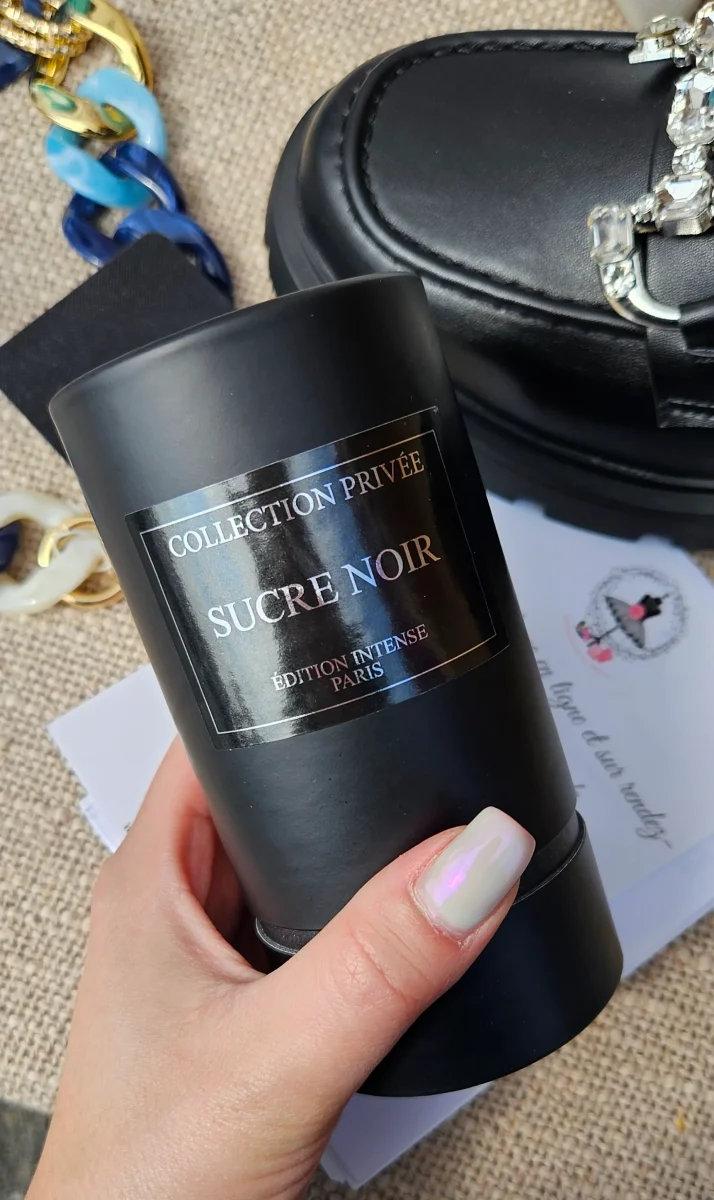 COLLECTION PRIVÉE
SUCRE NOIR
ÉDITION INTENSE
PARIS
en ligne et sur rendez-